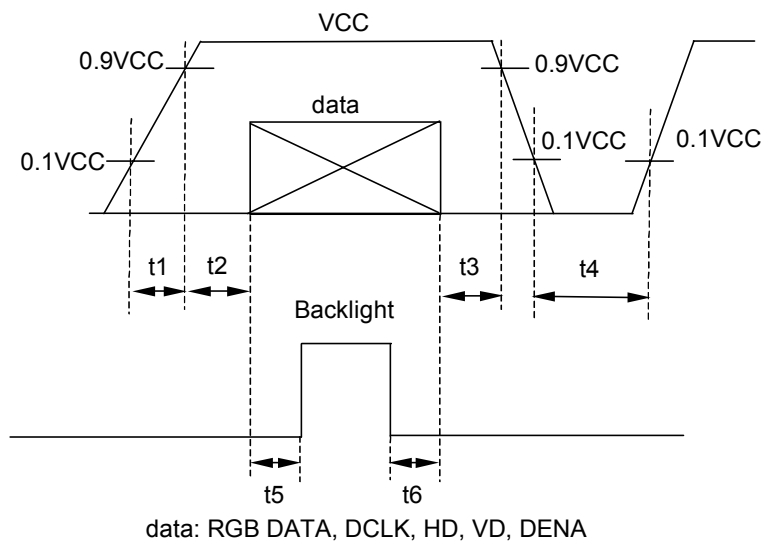 VCC
0.9VCC
0.9VCC
data
0.1VCC
0.1VCC
0.1VCC
t1
t2
t3
t4
Backlight
t5
t6
data: RGB DATA, DCLK, HD, VD, DENA